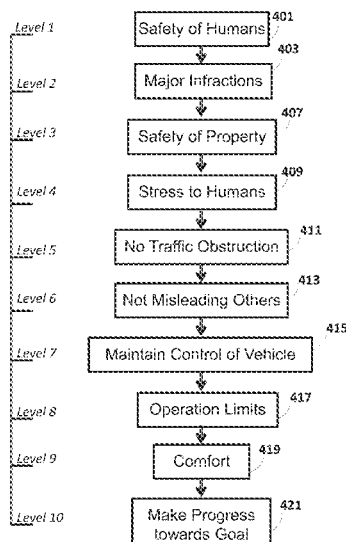 Level 1
Safety of Humans
401
Level 2
Major Infractions
403
Level 3
Safety of Property
407
Level 4
Stress to Humans
409
Level 5
No Traffic Obstruction
411
Level 6
Not Misleading Others
413
Level 7
Maintain Control of Vehicle
415
Level 8
Operation Limits
417
Level 9
Comfort
419
Level 10
Make Progress
towards Goal
421